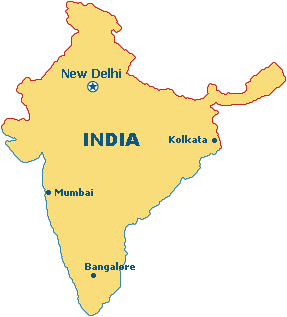 New Delhi
INDIA
Kolkata
Mumbai
Bangalore